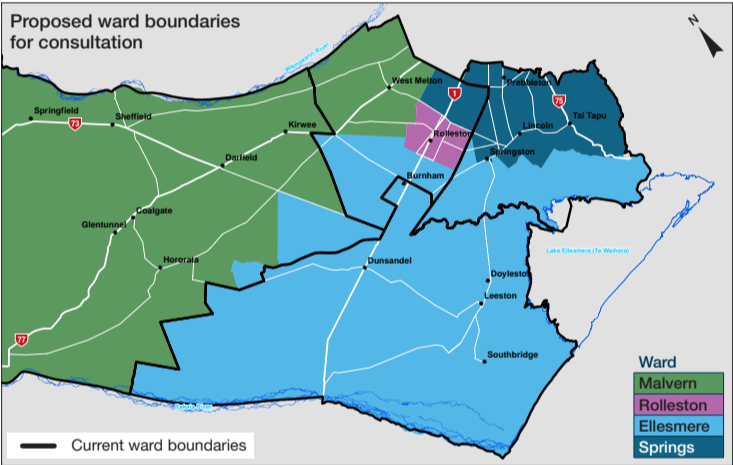 Proposed ward boundaries
for consultation
N
Waimakariri River
West Melton
Prebbleton
1
75
Springfield
Sheffield
73
Tai Tapu
Kirwee
Rolleston
Lincoln
Darfield
Springston
Burnham
Coalgate
Glentunnel
Lake Ellesmere (Te Waihora)
Hororata
Dunsandel
Doyleston
Leeston
77
Southbridge
Ward
Malvern
Rolleston
Ellesmere
Springs
Current ward boundaries